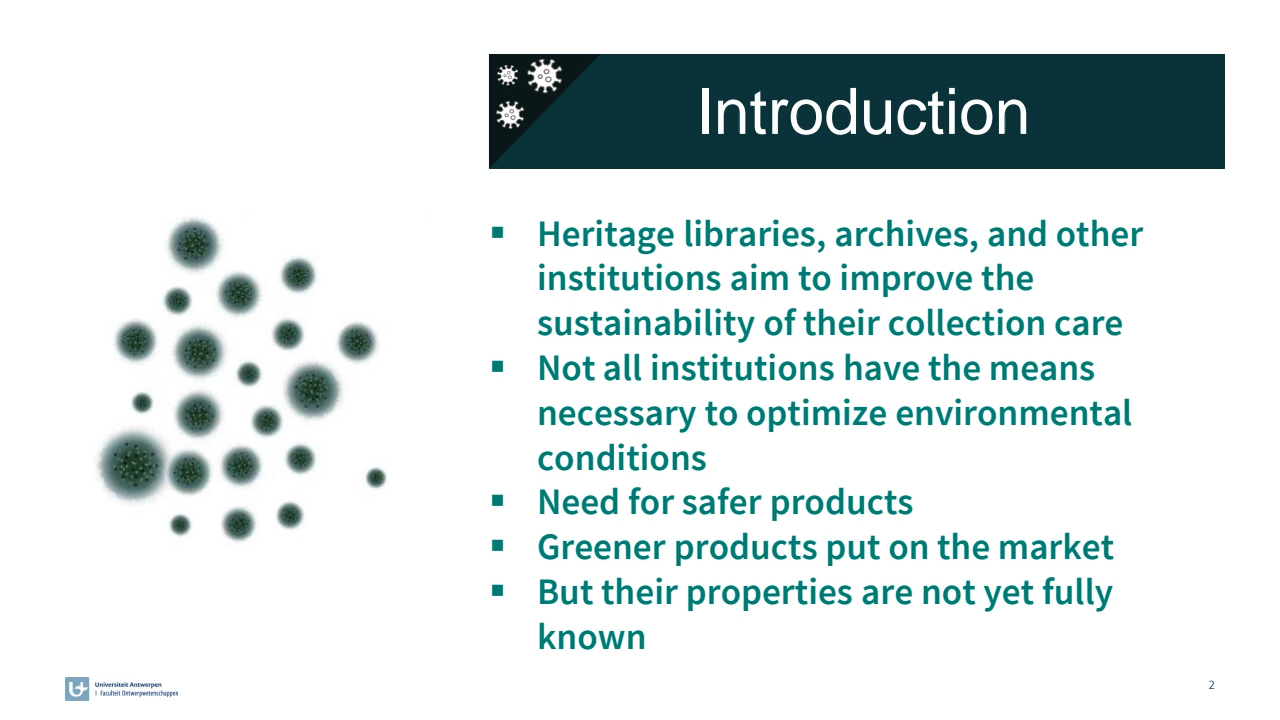 Introduction
▪ Heritage libraries, archives, and other
institutions aim to improve the
sustainability of their collection care
▪ Not all institutions have the means
necessary to optimize environmental
conditions
▪ Need for safer products
▪ Greener products put on the market
▪ But their properties are not yet fully
known
Universiteit Antwerpen
| Faculteit Ontwerpwetenschappen
2